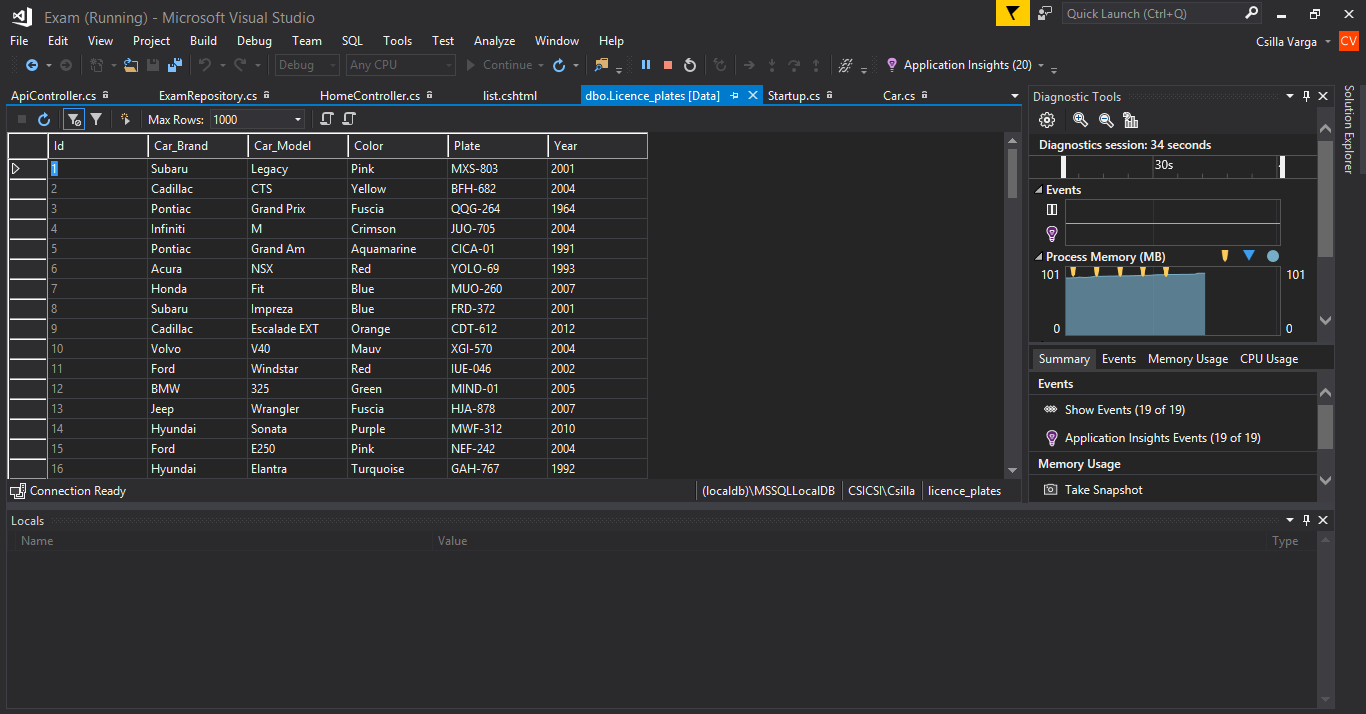 Exam (Running) - Microsoft Visual Studio
Quick Launch (Ctrl+Q)
File Edit View Project Build Debug Team SQL Tools Test Analyze Window Help
Csilla Varga CV
Debug Any CPU Continue Application Insights (20)
ApiController.cs ExamRepository.cs HomeController.cs list.cshtml dbo.Licence_plates [Data] Startup.cs Car.cs
Max Rows: 1000
Id Car_Brand Car_Model Color Plate Year
1 Subaru Legacy Pink MXS-803 2001
2 Cadillac CTS Yellow BFH-682 2004
3 Pontiac Grand Prix Fuscia QQG-264 1964
4 Infiniti M Crimson JUO-705 2004
5 Pontiac Grand Am Aquamarine CICA-01 1991
6 Acura NSX Red YOLO-69 1993
7 Honda Fit Blue MUO-260 2007
8 Subaru Impreza Blue FRD-372 2001
9 Cadillac Escalade EXT Orange CDT-612 2012
10 Volvo V40 Mauv XGI-570 2004
11 Ford Windstar Red IUE-046 2002
12 BMW 325 Green MIND-01 2005
13 Jeep Wrangler Fuscia HJA-878 2007
14 Hyundai Sonata Purple MWF-312 2010
15 Ford E250 Pink NEF-242 2004
16 Hyundai Elantra Turquoise GAH-767 1992
Connection Ready
(localdb)\MSSQLLocalDB CSICSI\Csilla licence_plates
Diagnostic Tools
Diagnostics session: 34 seconds
30s
Events
Process Memory (MB)
101 101
0 0
Summary Events Memory Usage CPU Usage
Events
Show Events (19 of 19)
Application Insights Events (19 of 19)
Memory Usage
Take Snapshot
Solution Explorer
Locals
Name Value Type